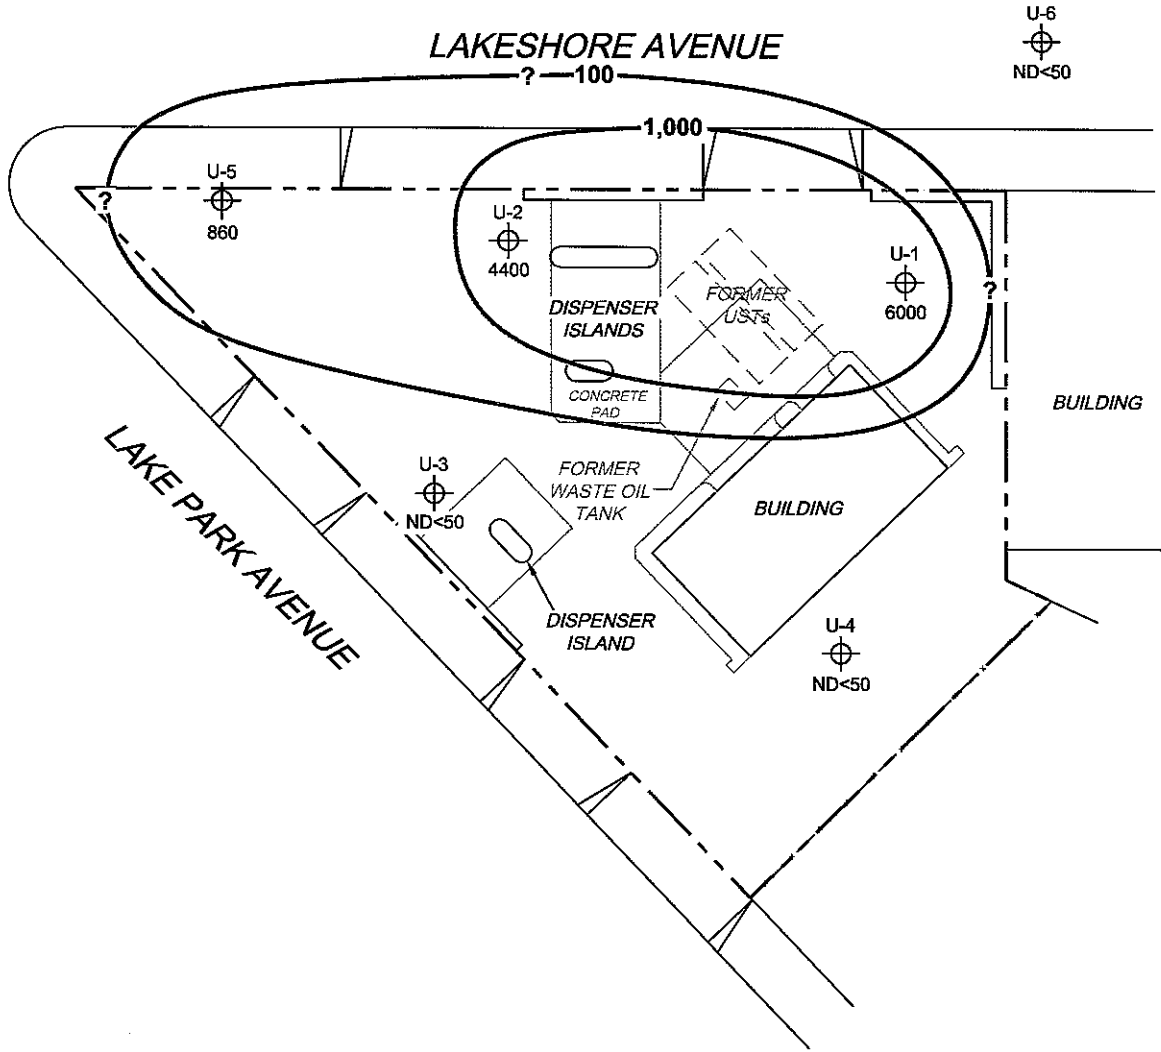 U-6
ND<50
LAKESHORE AVENUE
? 100
1,000
U-5
860
?
U-2
4400
U-1
6000
?
FORMER
USTs
DISPENSER
ISLANDS
CONCRETE
PAD
BUILDING
LAKE PARK AVENUE
U-3
ND<50
FORMER
WASTE OIL
TANK
BUILDING
DISPENSER
ISLAND
U-4
ND<50